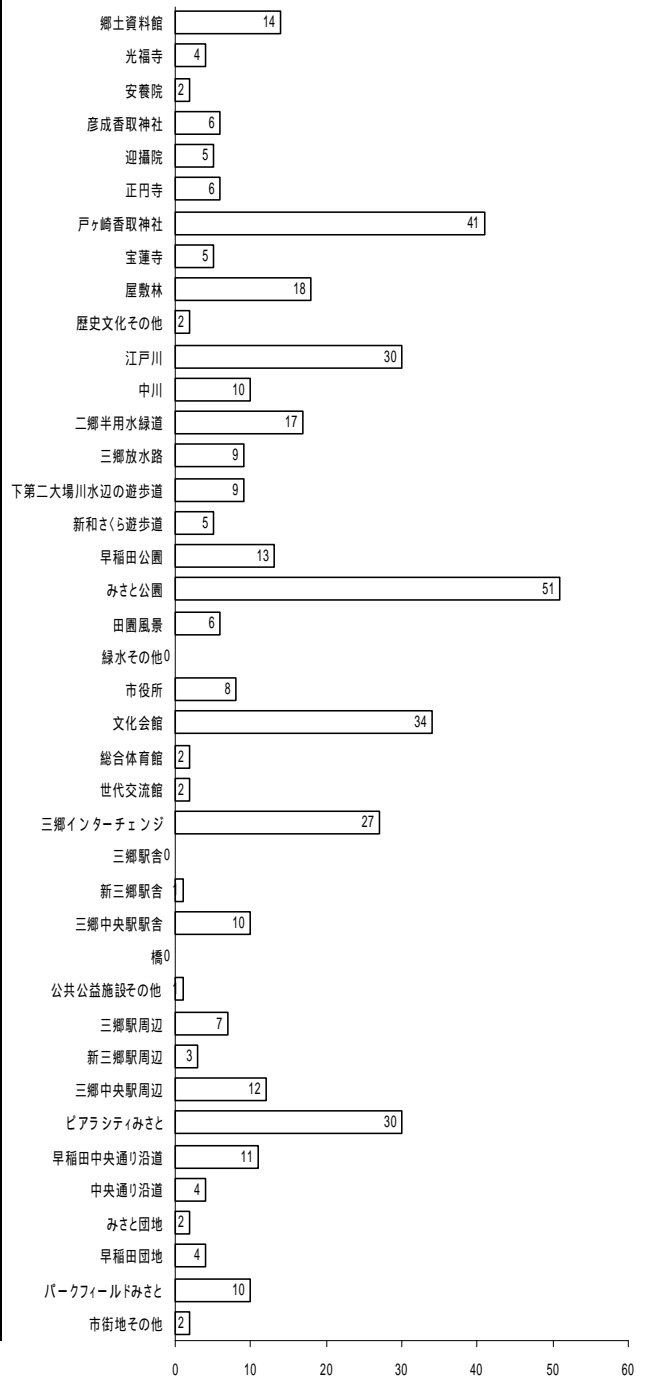 郷土資料館 14
光福寺 4
安養院 2
彦成香取神社 6
迎攝院 5
正円寺 6
戸ヶ崎香取神社 41
宝蓮寺 5
屋敷林 18
歴史文化その他 2
江戸川 30
中川 10
二郷半用水緑道 17
三郷放水路 9
下第二大場川水辺の遊歩道 9
新和さくら遊歩道 5
早稲田公園 13
みさと公園 51
田園風景 6
緑水その他 0
市役所 8
文化会館 34
総合体育館 2
世代交流館 2
三郷インターチェンジ 27
三郷駅舎 0
新三郷駅舎 1
三郷中央駅駅舎 10
橋 0
公共公益施設その他 1
三郷駅周辺 7
新三郷駅周辺 3
三郷中央駅周辺 12
ピアラシティみさと 30
早稲田中央通り沿道 11
中央通り沿道 4
みさと団地 2
早稲田団地 4
パークフィールドみさと 10
市街地その他 2
0 10 20 30 40 50 60